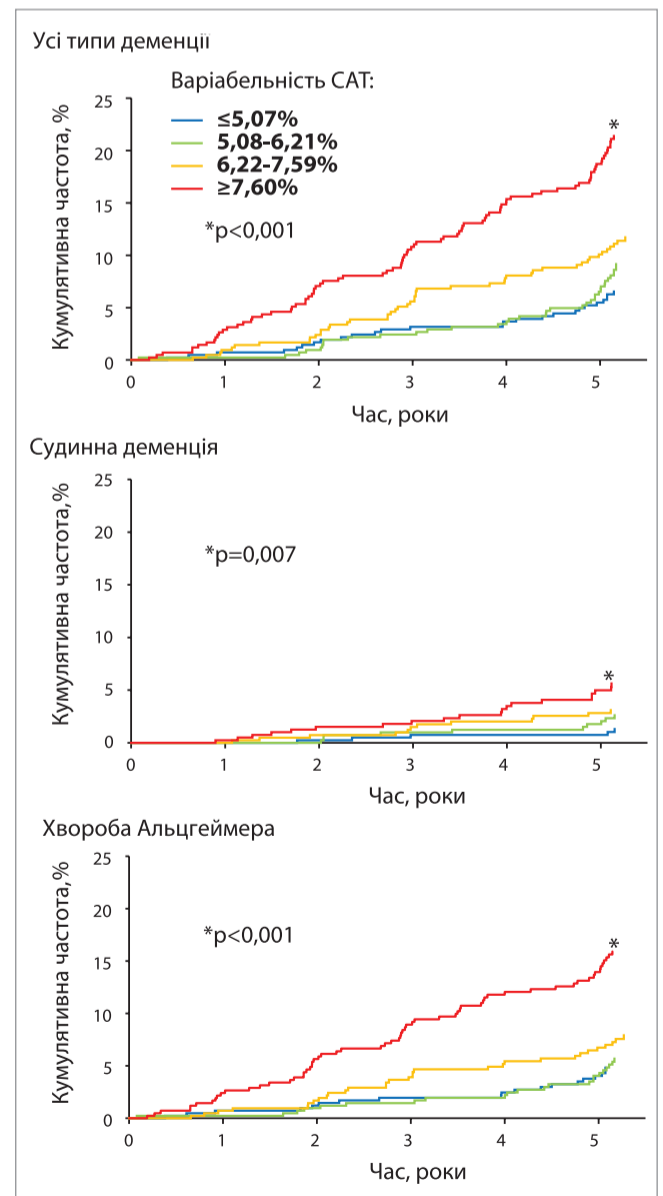 Усі типи деменції
Варіабельність САТ:
≤5,07%
5,08-6,21%
6,22-7,59%
≥7,60%
*p<0,001
*
Кумулятивна частота, %
25
20
15
10
5
0
0 1 2 3 4 5
Час, роки
Судинна деменція
*p=0,007
*
Кумулятивна частота,%
25
20
15
10
5
0
0 1 2 3 4 5
Час, роки
Хвороба Альцгеймера
*p<0,001
*
Кумулятивна частота,%
25
20
15
10
5
0
0 1 2 3 4 5
Час, роки